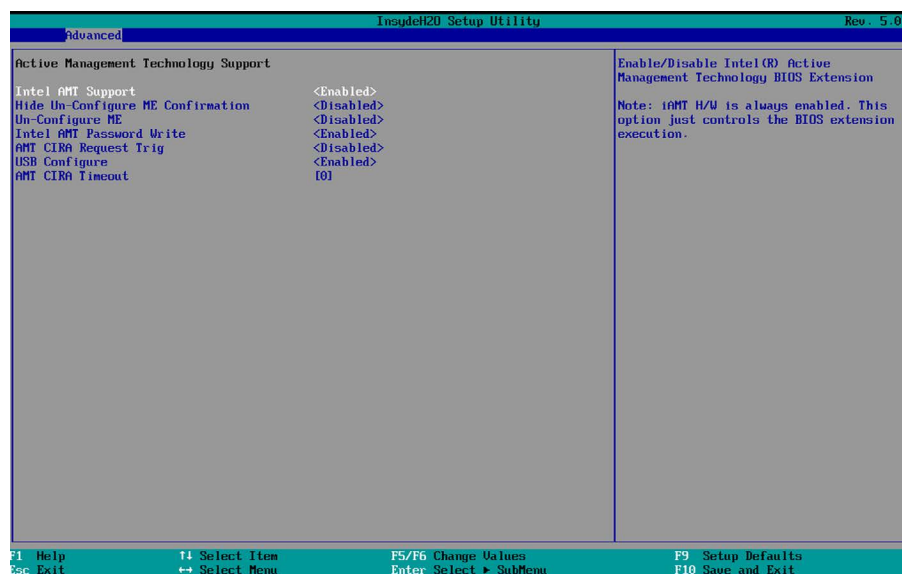 InsydeH2O Setup Utility Rev. 5.0
Advanced
Active Management Technology Support
Intel AMT Support <Enabled>
Hide Un-Configure ME Confirmation <Disabled>
Un-Configure ME <Disabled>
Intel AMT Password Write <Enabled>
AMT CIRA Request Trig <Disabled>
USB Configure <Enabled>
AMT CIRA Timeout [0]
Enable/Disable Intel(R) Active
Management Technology BIOS Extension
Note: iAMT H/W is always enabled. This
option just controls the BIOS extension
execution.
F1 Help ↑↓ Select Item F5/F6 Change Values F9 Setup Defaults
Esc Exit ↔ Select Menu Enter Select ► SubMenu F10 Save and Exit